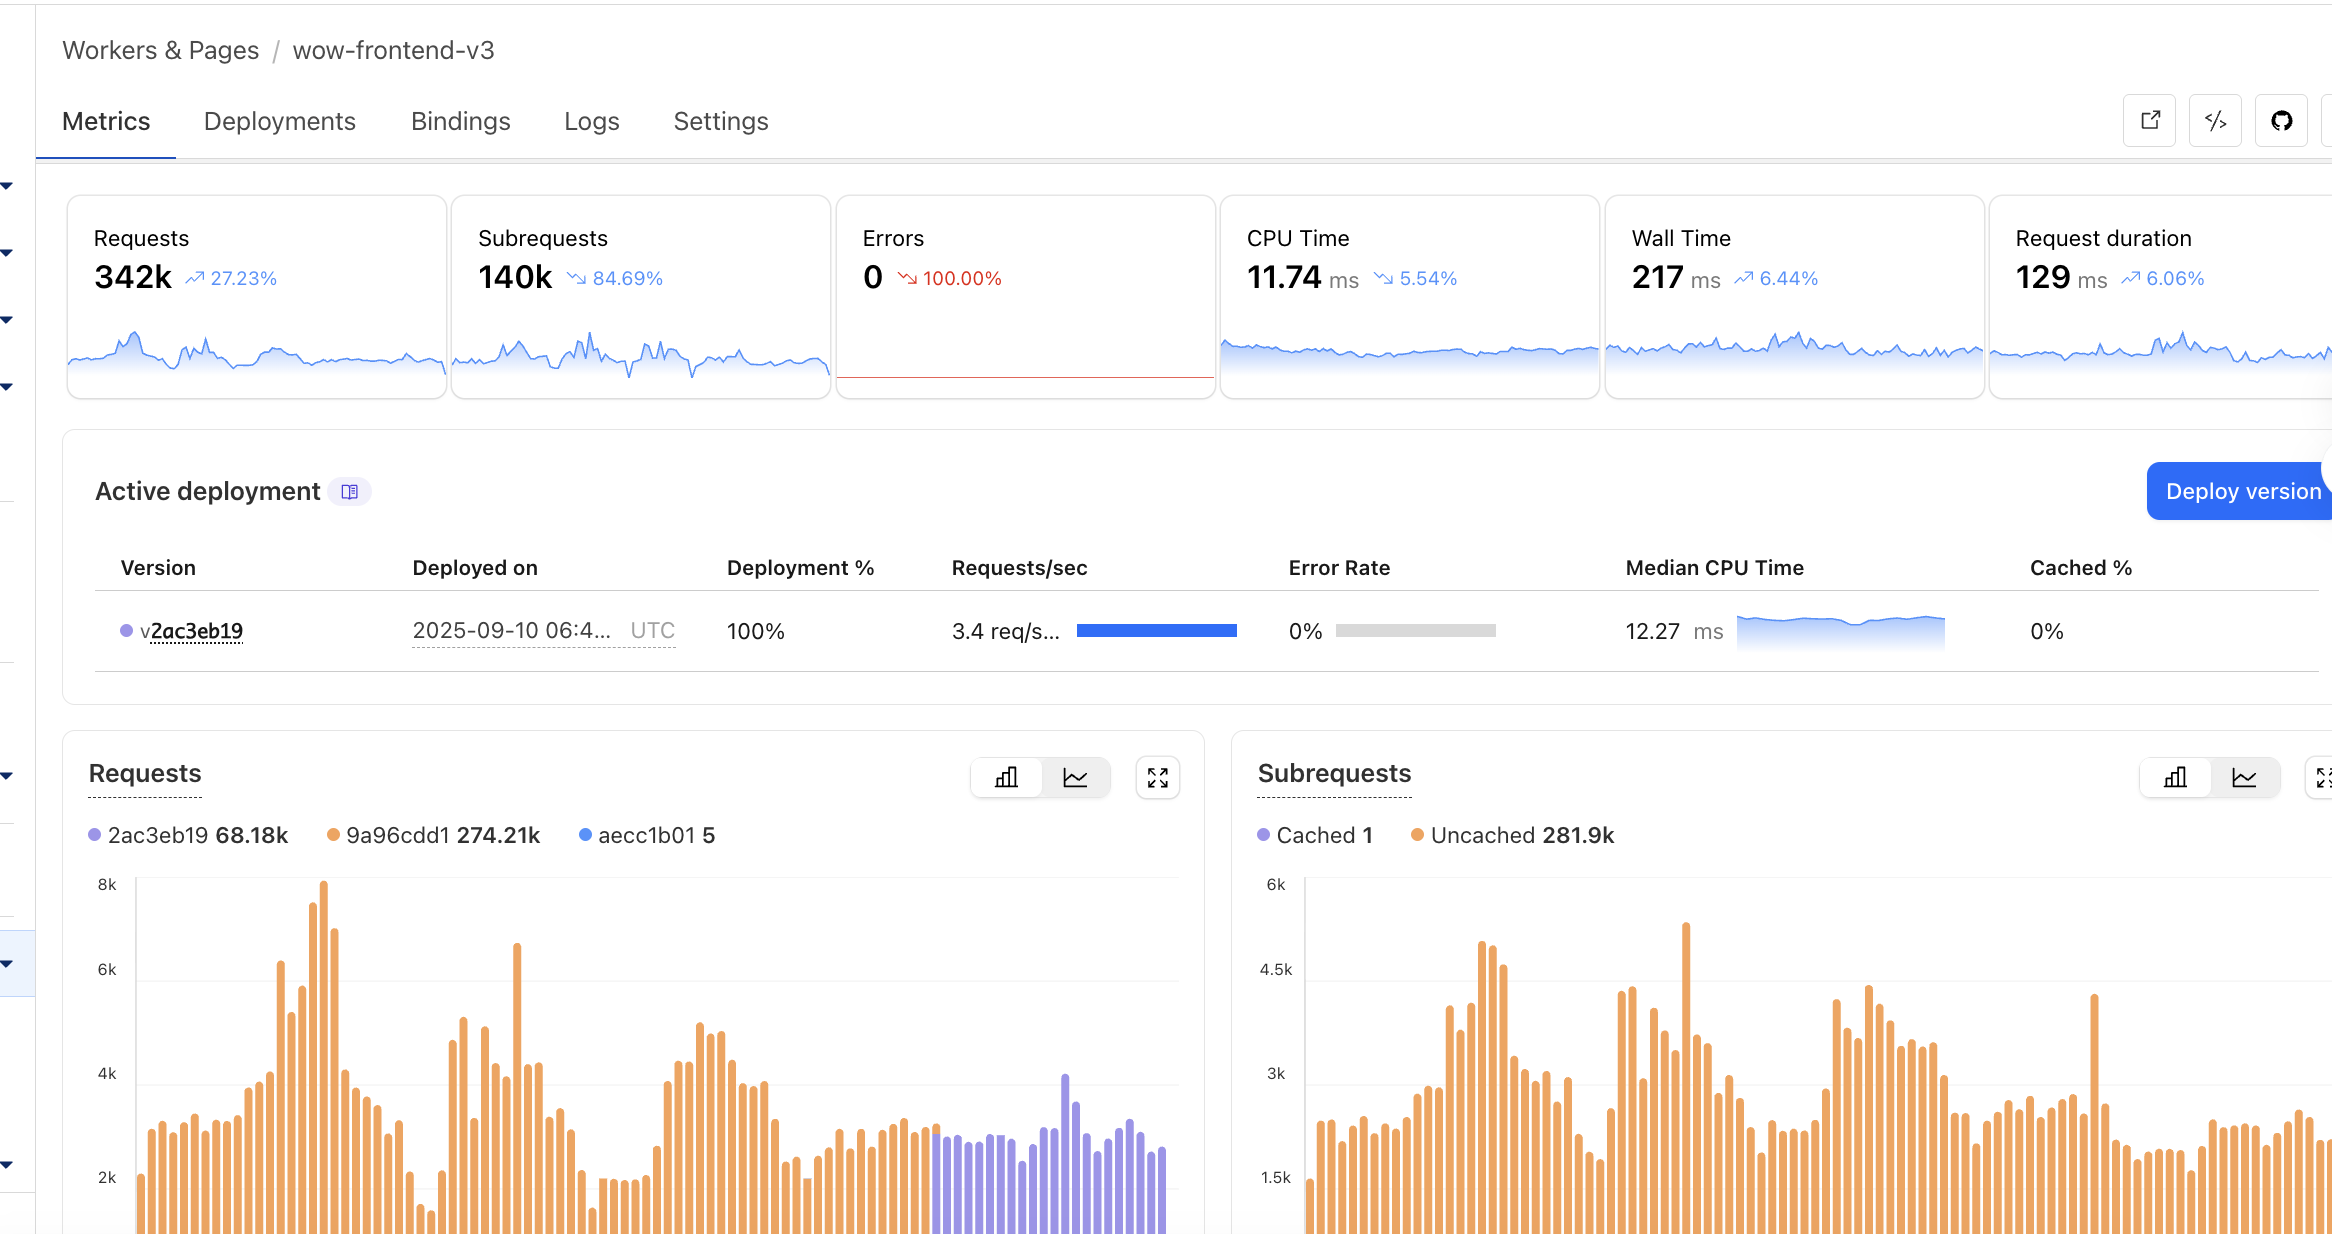 Workers & Pages / wow-frontend-v3
Metrics Deployments Bindings Logs Settings
Requests
342k 27.23%
Subrequests
140k 84.69%
Errors
0 100.00%
CPU Time
11.74 ms 5.54%
Wall Time
217 ms 6.44%
Request duration
129 ms 6.06%
Active deployment
Deploy version
Version Deployed on Deployment % Requests/sec Error Rate Median CPU Time Cached %
v2ac3eb19 2025-09-10 06:4... UTC 100% 3.4 req/s... 0% 12.27 ms 0%
Requests
2ac3eb19 68.18k 9a96cdd1 274.21k aecc1b01 5
8k
6k
4k
2k
Subrequests
Cached 1 Uncached 281.9k
6k
4.5k
3k
1.5k